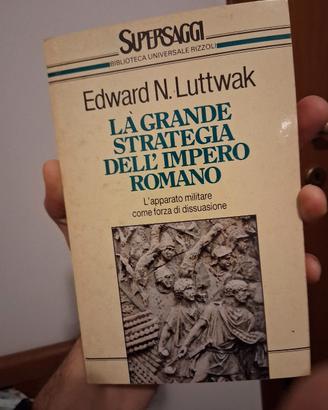 SUPERSAGGI
BIBLIOTECA UNIVERSALE RIZZOLI
Edward N. Luttwak
LA GRANDE
STRATEGIA
DELL'IMPERO
ROMANO
L'apparato militare
come forza di dissuasione